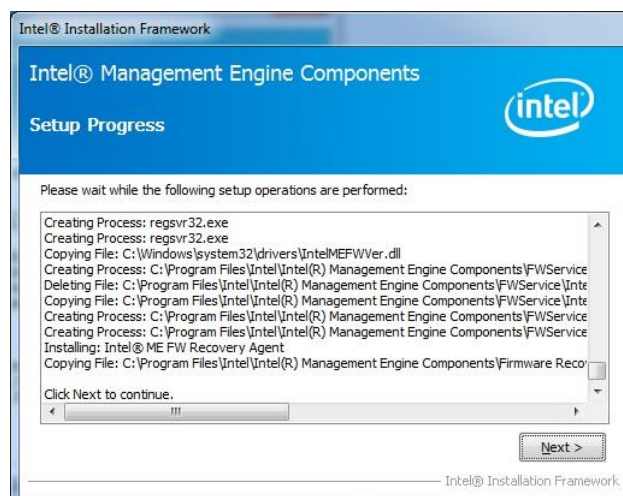 Intel® Installation Framework
Intel® Management Engine Components
Setup Progress
intel
Please wait while the following setup operations are performed:
Creating Process: regsvr32.exe
Creating Process: regsvr32.exe
Copying File: C:\Windows\system32\drivers\IntelMEFWVer.dll
Creating Process: C:\Program Files\Intel\Intel(R) Management Engine Components\FWService
Deleting File: C:\Program Files\Intel\Intel(R) Management Engine Components\FWService\Inte
Copying File: C:\Program Files\Intel\Intel(R) Management Engine Components\FWService\Inte
Creating Process: C:\Program Files\Intel\Intel(R) Management Engine Components\FWService
Creating Process: C:\Program Files\Intel\Intel(R) Management Engine Components\FWService
Installing: Intel® ME FW Recovery Agent
Copying File: C:\Program Files\Intel\Intel(R) Management Engine Components\Firmware Reco
Click Next to continue.
Next >
Intel® Installation Framework